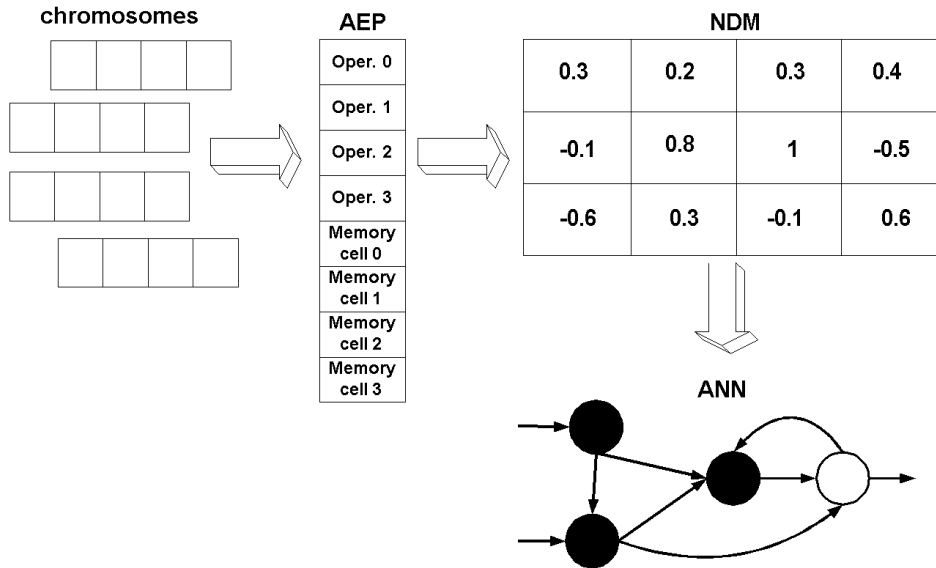 chromosomes
AEP
Oper. 0
Oper. 1
Oper. 2
Oper. 3
Memory
cell 0
Memory
cell 1
Memory
cell 2
Memory
cell 3
NDM
0.3 0.2 0.3 0.4
-0.1 0.8 1 -0.5
-0.6 0.3 -0.1 0.6
ANN